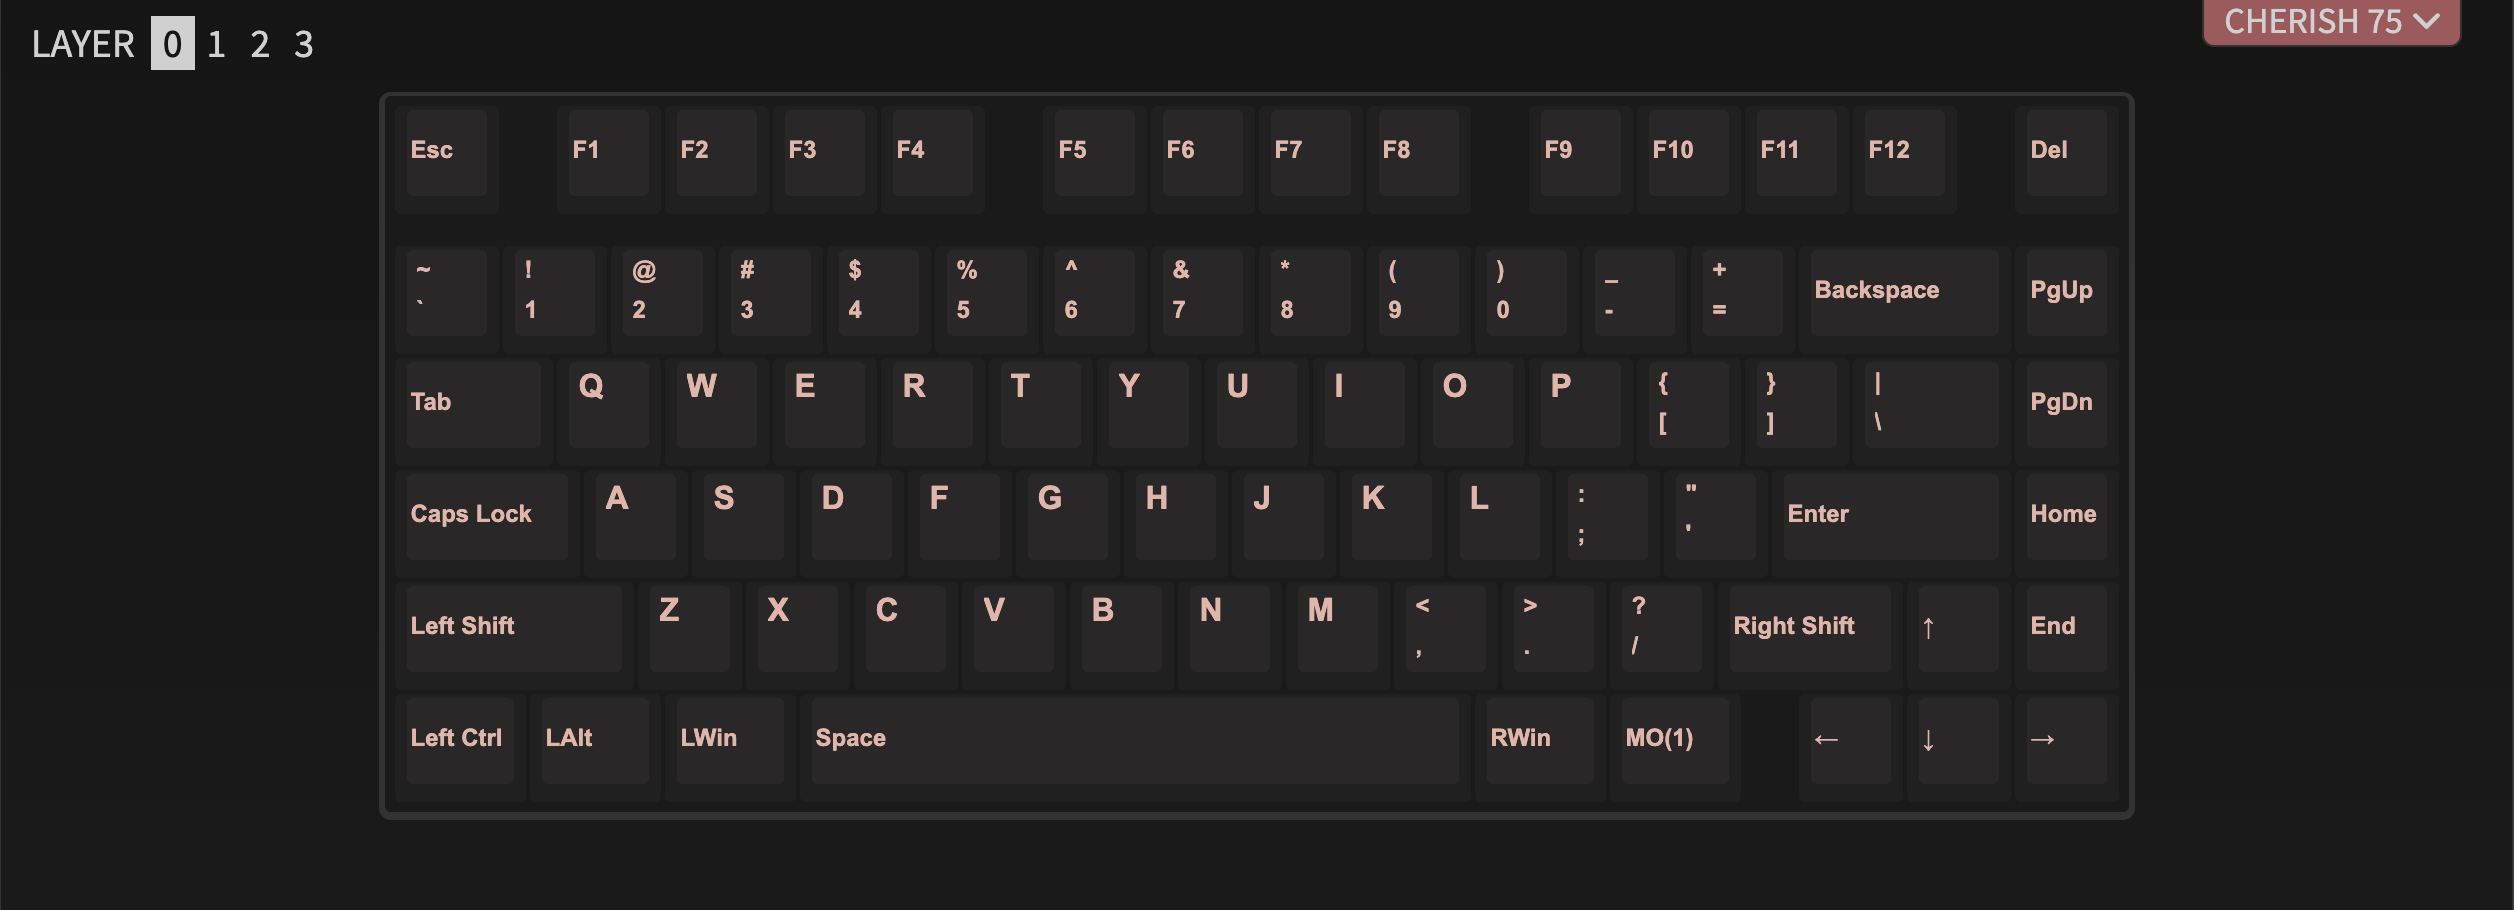 LAYER 0 1 2 3
CHERISH 75
Esc F1 F2 F3 F4 F5 F6 F7 F8 F9 F10 F11 F12 Del
~ ! @ # $ % ^ & * ( ) _ + Backspace PgUp
` 1 2 3 4 5 6 7 8 9 0 - =
Tab Q W E R T Y U I O P { } | PgDn
[ ] \
Caps Lock A S D F G H J K L : " Enter Home
; '
Left Shift Z X C V B N M < > ? Right Shift ↑ End
, . /
Left Ctrl LAlt LWin Space RWin MO(1) ← ↓ →